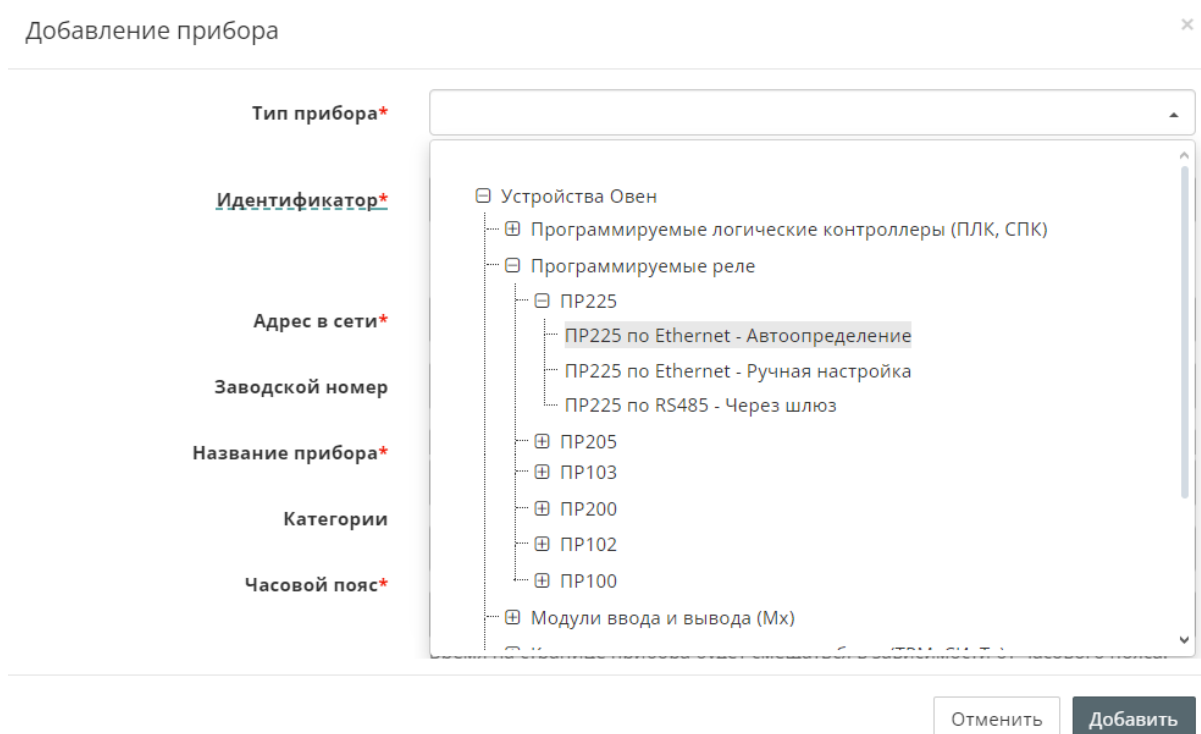 Добавление прибора
×
Тип прибора*
Идентификатор*
Устройства Овен
Программируемые логические контроллеры (ПЛК, СПК)
Программируемые реле
ПР225
ПР225 по Ethernet - Автоопределение
Адрес в сети*
ПР225 по Ethernet - Ручная настройка
Заводской номер
ПР225 по RS485 - Через шлюз
ПР205
Название прибора*
ПР103
ПР200
Категории
ПР102
ПР100
Часовой пояс*
Модули ввода и вывода (Мх)
Отменить
Добавить